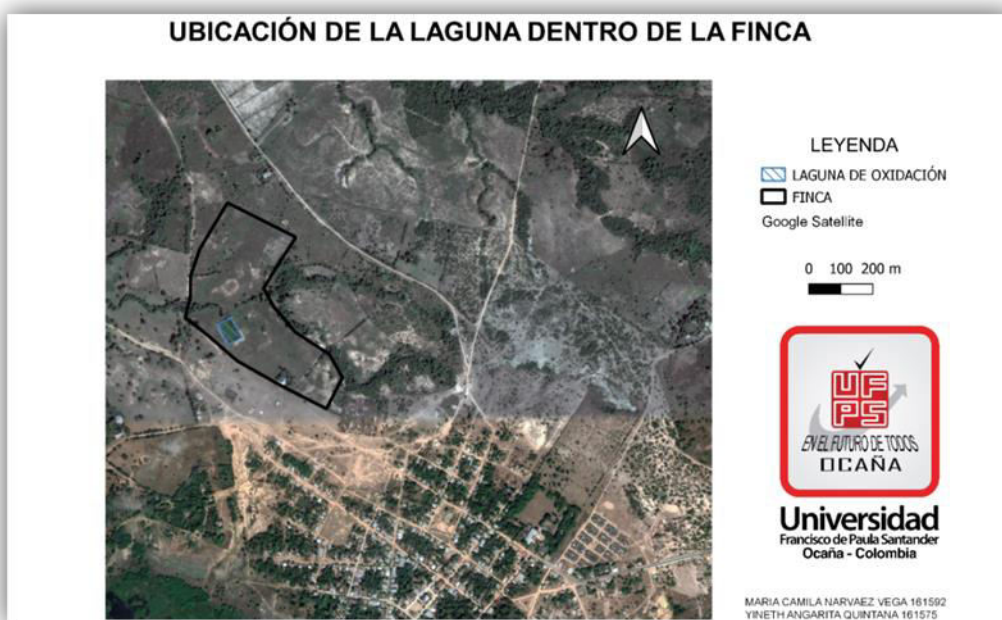 UBICACIÓN DE LA LAGUNA DENTRO DE LA FINCA
LEYENDA
LAGUNA DE OXIDACIÓN
FINCA
Google Satellite
0 100 200 m
UF
PS
EN EL FUTURO DE TODOS
OCAÑA
Universidad
Francisco de Paula Santander
Ocaña - Colombia
MARIA CAMILA NARVAEZ VEGA 161592
YINETH ANGARITA QUINTANA 161575